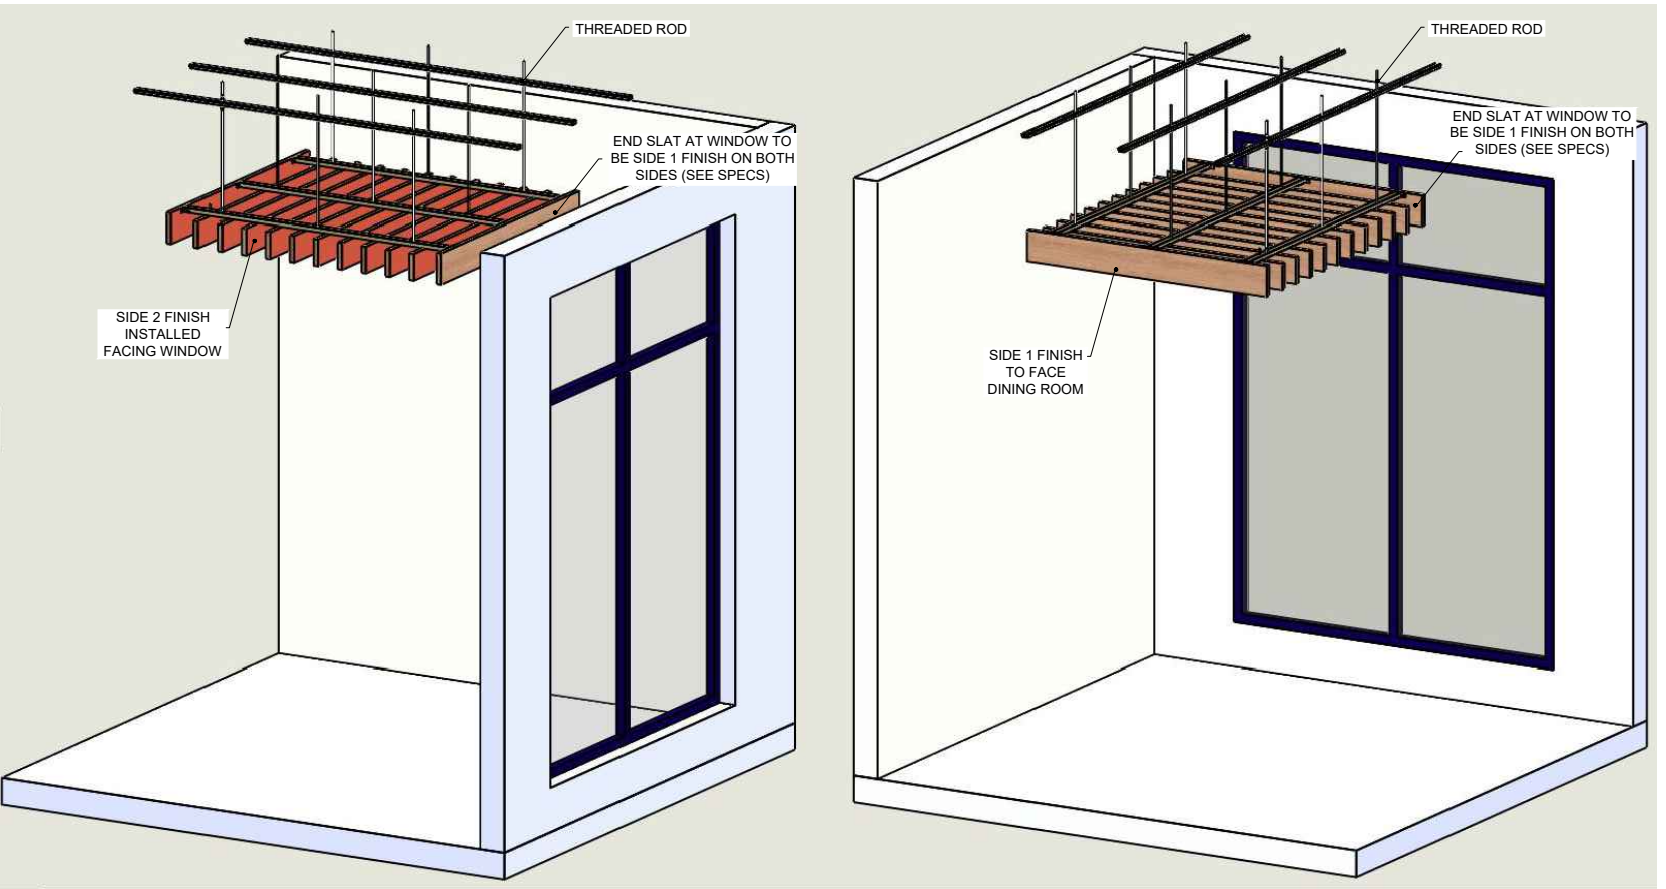 THREADED ROD
END SLAT AT WINDOW TO
BE SIDE 1 FINISH ON BOTH
SIDES (SEE SPECS)
SIDE 2 FINISH
INSTALLED
FACING WINDOW
THREADED ROD
END SLAT AT WINDOW TO
BE SIDE 1 FINISH ON BOTH
SIDES (SEE SPECS)
SIDE 1 FINISH
TO FACE
DINING ROOM